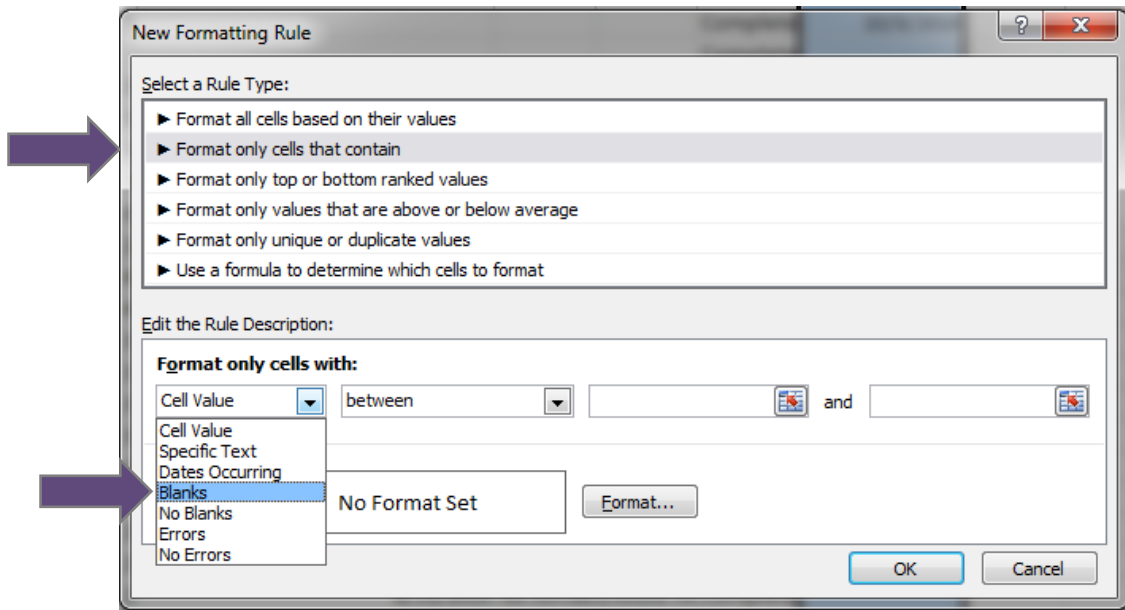 New Formatting Rule
Select a Rule Type:
► Format all cells based on their values
► Format only cells that contain
► Format only top or bottom ranked values
► Format only values that are above or below average
► Format only unique or duplicate values
► Use a formula to determine which cells to format
Edit the Rule Description:
Format only cells with:
Cell Value between and
Cell Value
Specific Text
Dates Occurring
Blanks
No Blanks
Errors
No Errors
No Format Set Format...
OK Cancel